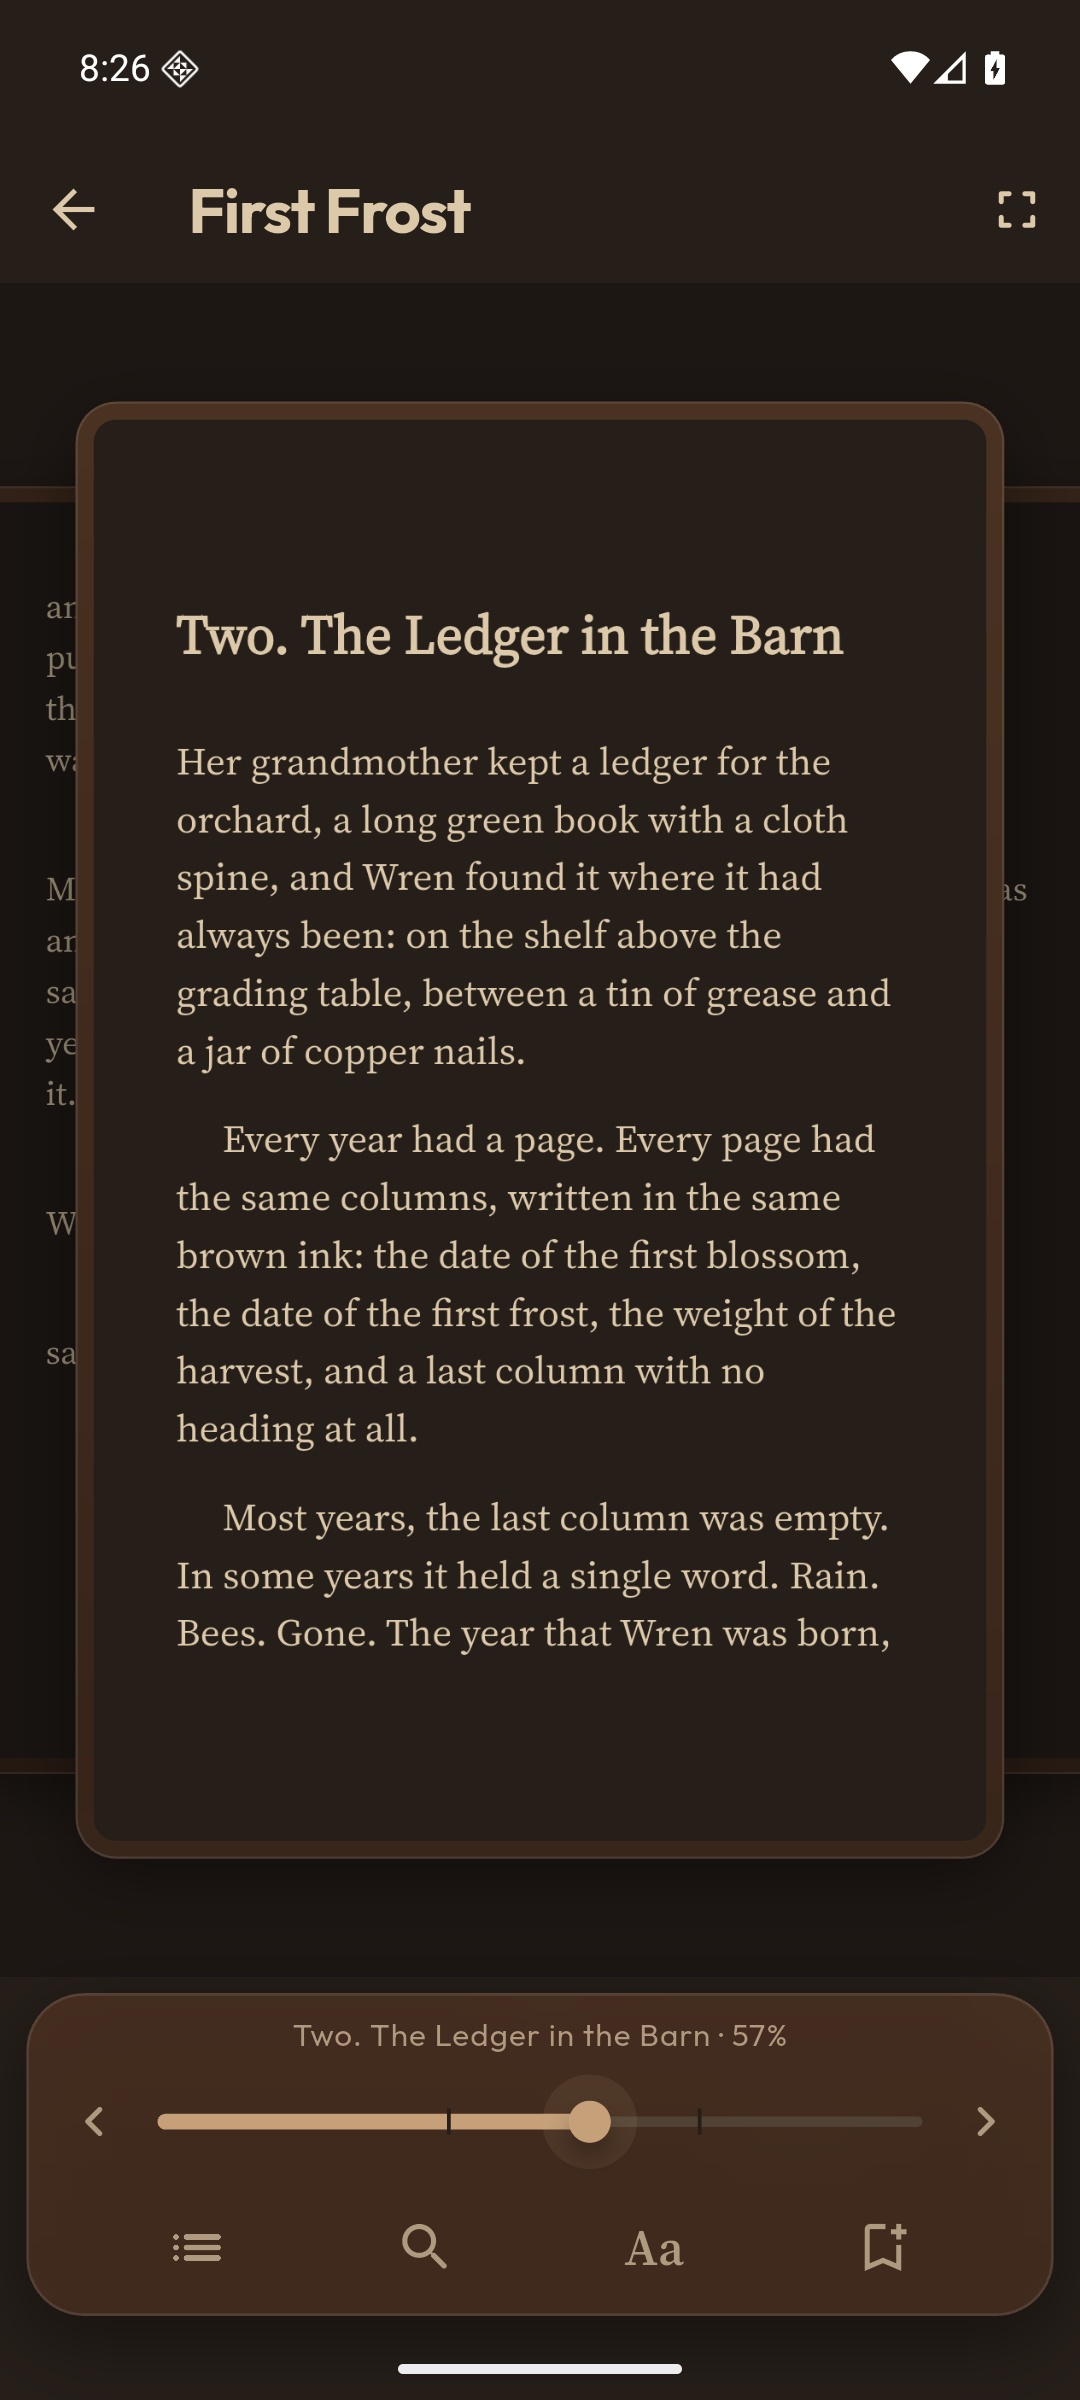 8:26
First Frost
Two. The Ledger in the Barn
Her grandmother kept a ledger for the
orchard, a long green book with a cloth
spine, and Wren found it where it had
always been: on the shelf above the
grading table, between a tin of grease and
a jar of copper nails.
Every year had a page. Every page had
the same columns, written in the same
brown ink: the date of the first blossom,
the date of the first frost, the weight of the
harvest, and a last column with no
heading at all.
Most years, the last column was empty.
In some years it held a single word. Rain.
Bees. Gone. The year that Wren was born,
it.
Two. The Ledger in the Barn · 57%
Aa